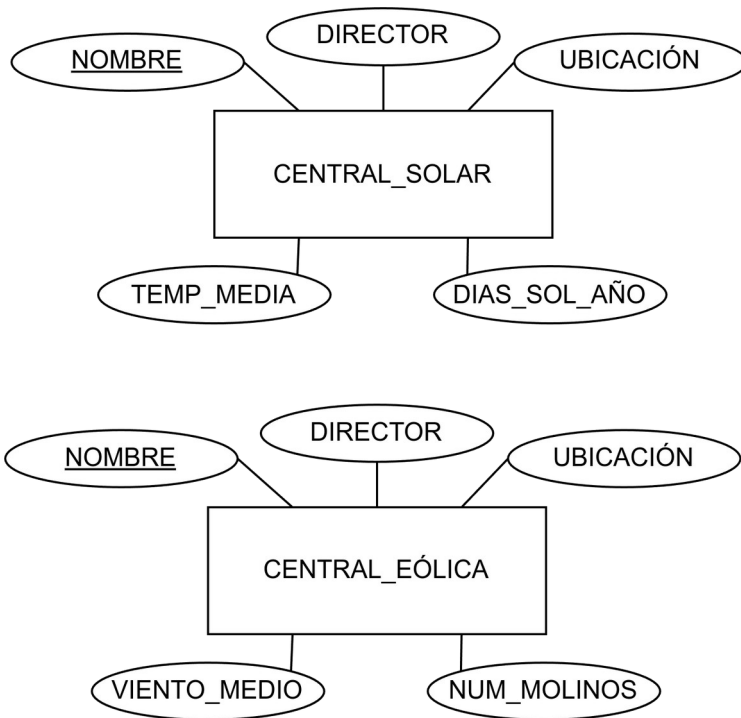 DIRECTOR
NOMBRE
UBICACIÓN
CENTRAL_SOLAR
TEMP_MEDIA
DIAS_SOL_AÑO
DIRECTOR
NOMBRE
UBICACIÓN
CENTRAL_EÓLICA
VIENTO_MEDIO
NUM_MOLINOS